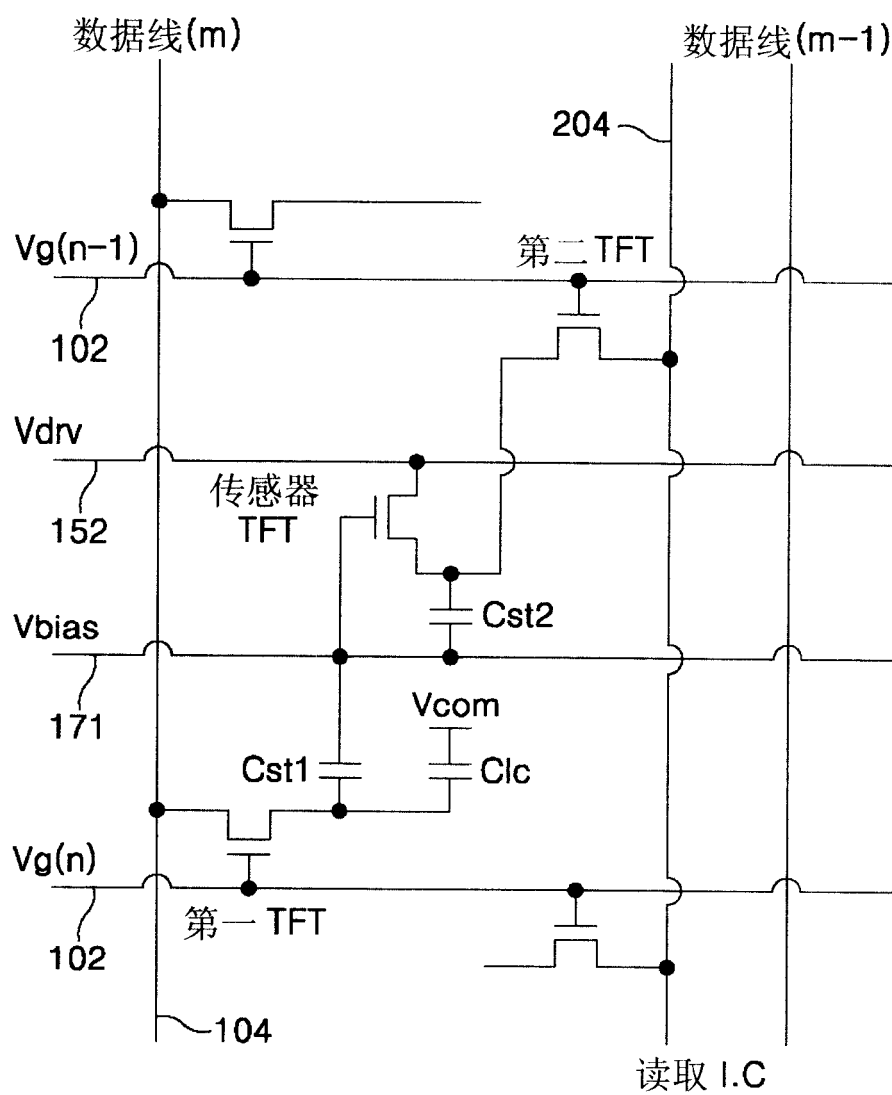 数据线(m)
数据线(m-1)
204
Vg(n-1)
第二 TFT
102
Vdrv
传感器
TFT
152
Vbias
Cst2
171
Vcom
Cst1
Clc
Vg(n)
第一 TFT
102
104
读取 I.C